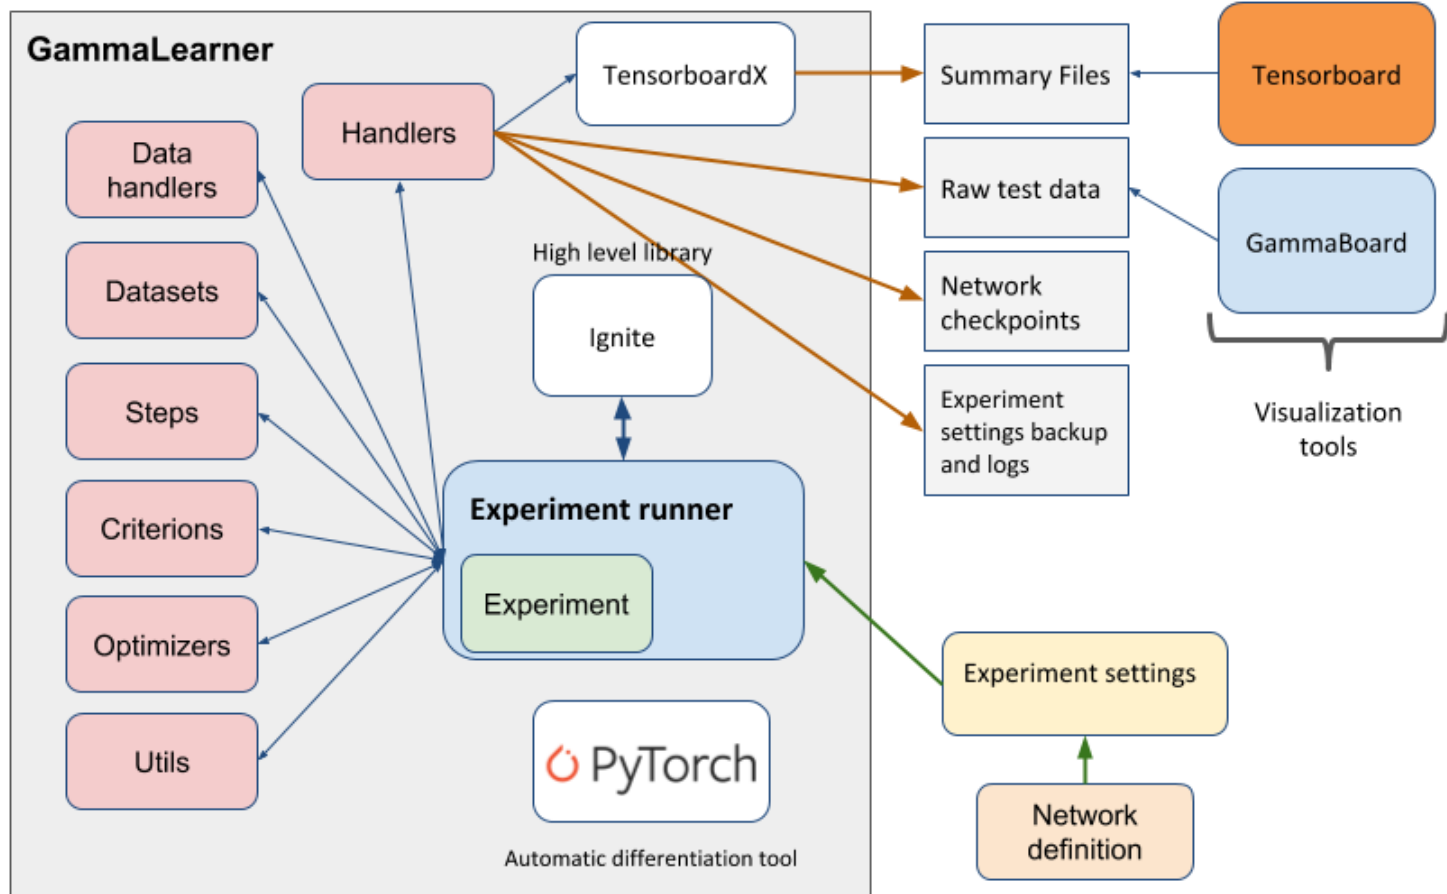 GammaLearner
TensorboardX
Summary Files
Tensorboard
Handlers
Data
handlers
Raw test data
GammaBoard
High level library
Datasets
Network
checkpoints
Ignite
Steps
Experiment
settings backup
and logs
Visualization
tools
Criterions
Experiment runner
Experiment
Optimizers
Experiment settings
Utils
PyTorch
Network
definition
Automatic differentiation tool